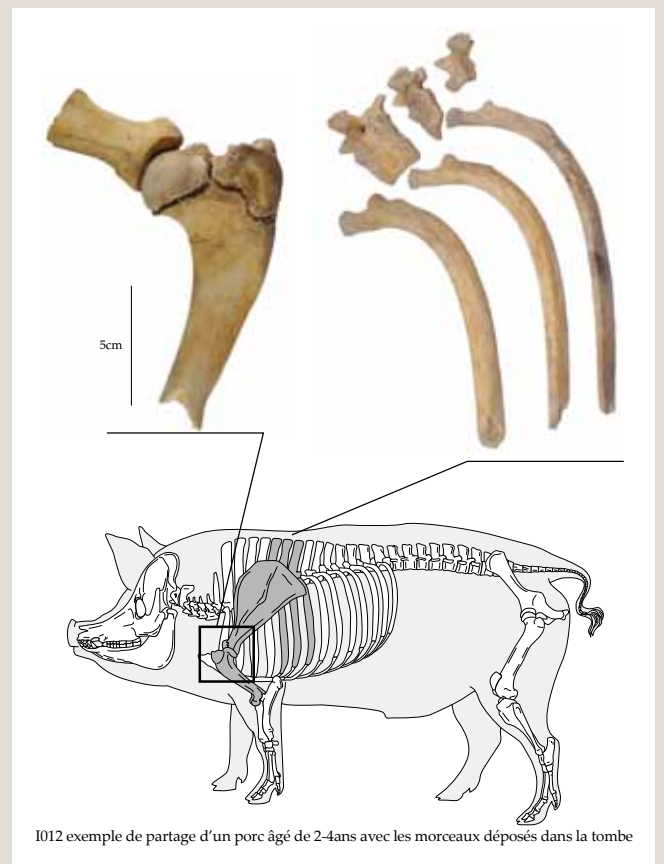 5cm
I012 exemple de partage d'un porc âgé de 2-4ans avec les morceaux déposés dans la tombe